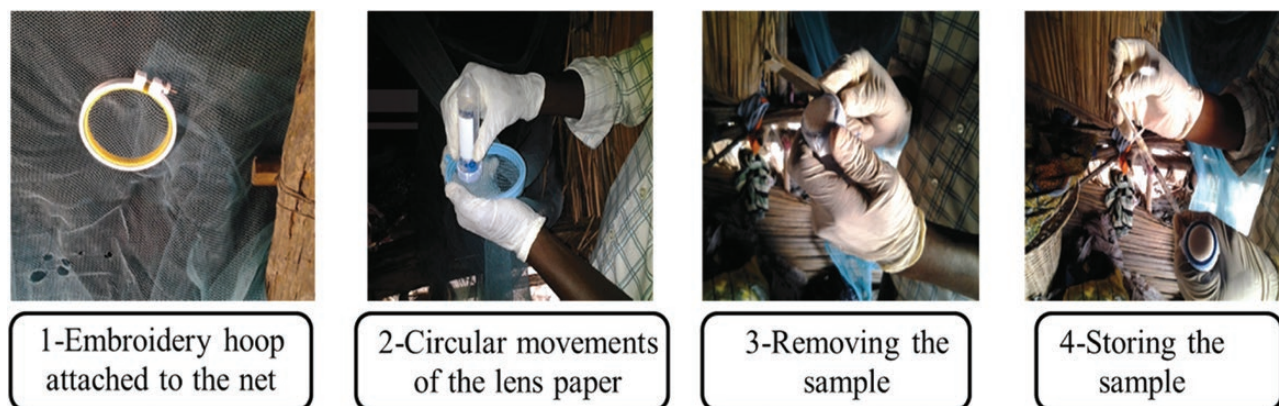 1-Embroidery hoop
attached to the net
2-Circular movements
of the lens paper
3-Removing the
sample
4-Storing the
sample